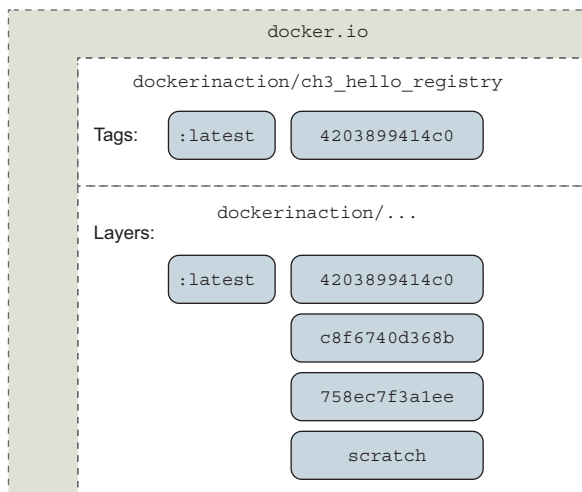 docker.io
dockerinaction/ch3_hello_registry
Tags: :latest 4203899414c0
dockerinaction/...
Layers:
:latest 4203899414c0
c8f6740d368b
758ec7f3a1ee
scratch